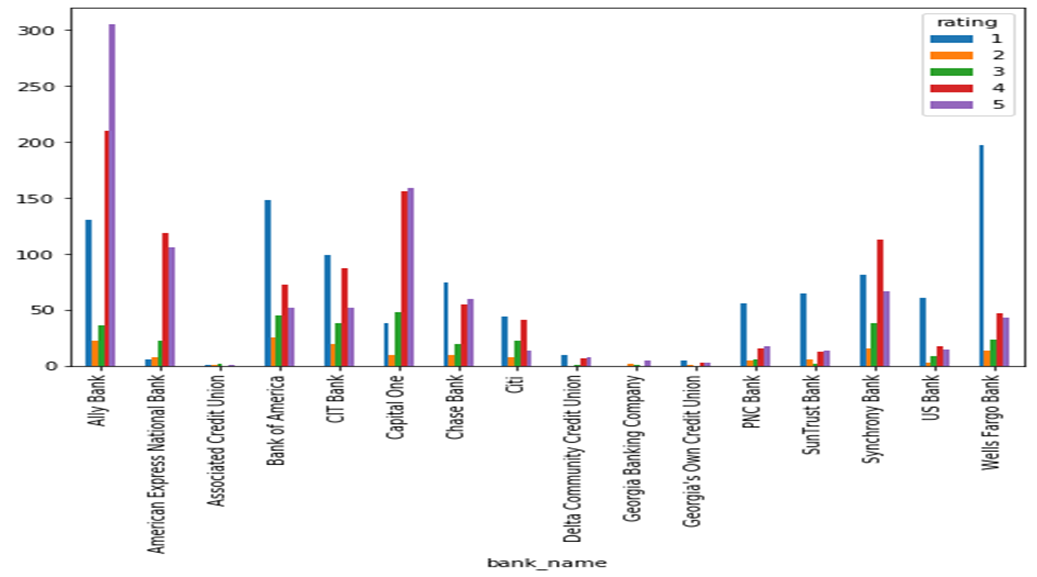 300
250
200
150
100
50
0
rating
1
2
3
4
5
Ally Bank
American Express National Bank
Associated Credit Union
Bank of America
CIT Bank
Capital One
Chase Bank
Citi
Delta Community Credit Union
Georgia Banking Company
Georgia's Own Credit Union
PNC Bank
SunTrust Bank
Synchrony Bank
US Bank
Wells Fargo Bank
bank_name